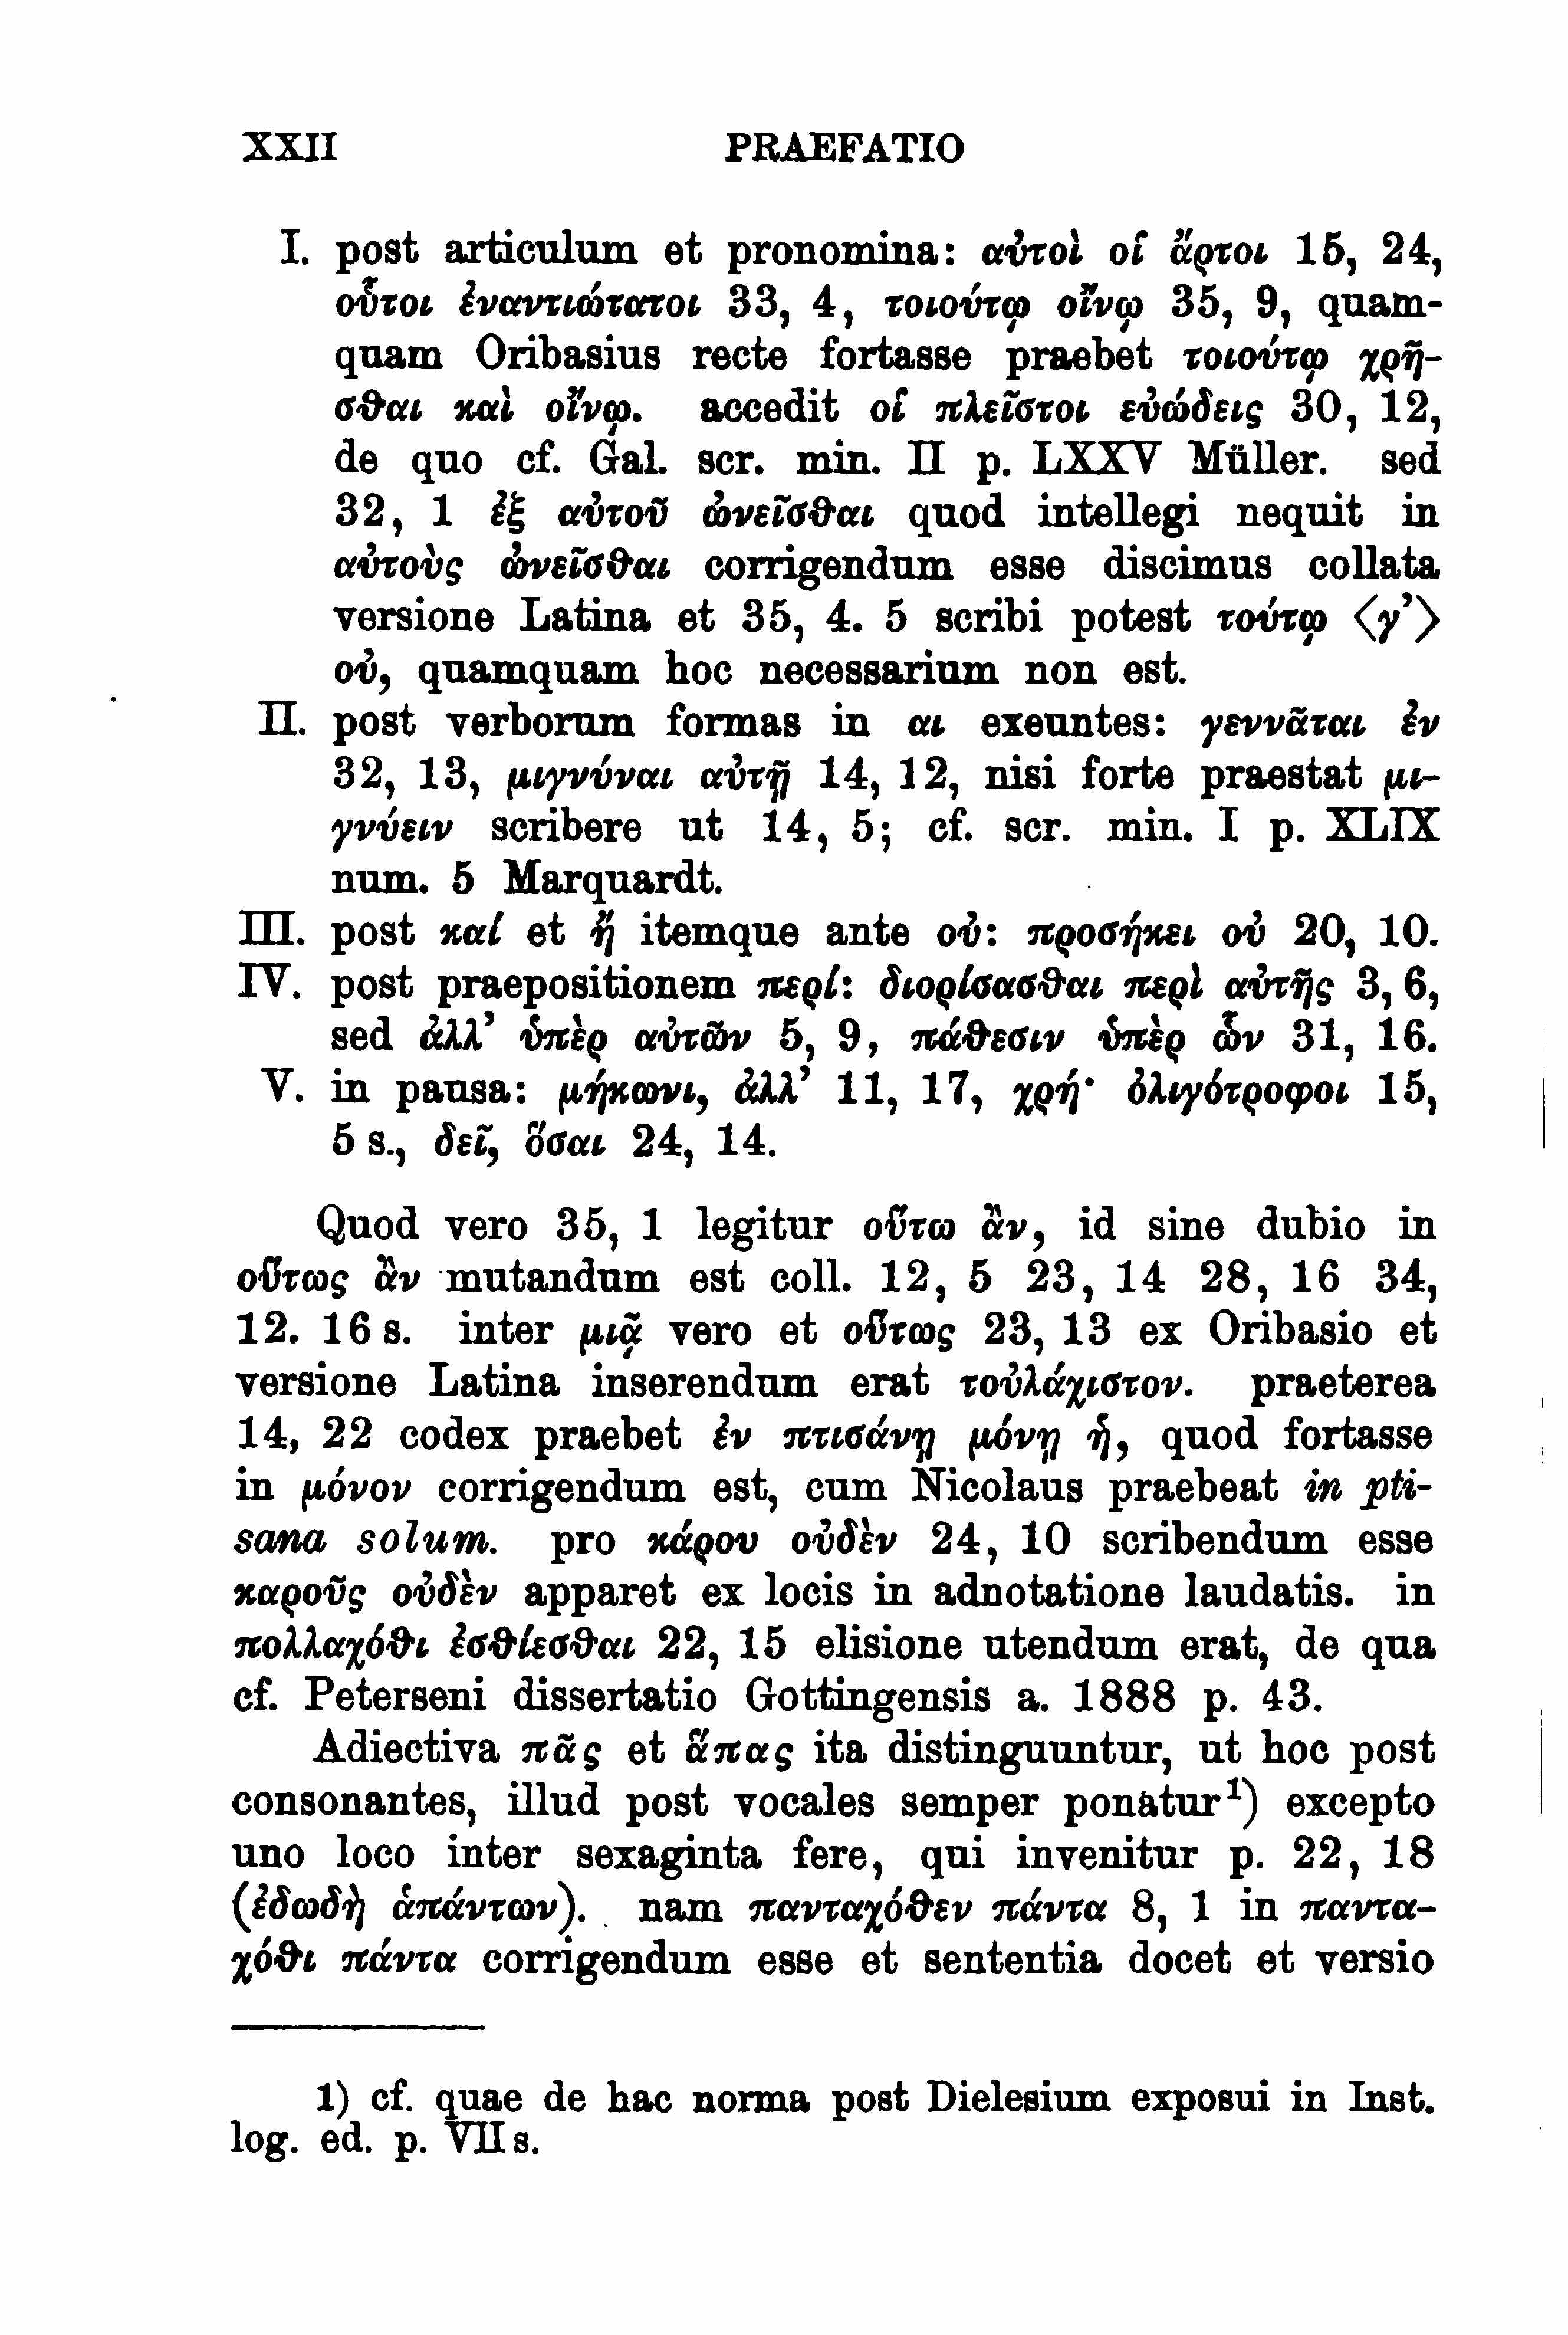 XXII PRAEFATIO
I. post articulum et pronomina: αὐτοὶ οἱ ἄρτοι 15, 24,
οὗτοι ἐναντιώτατοι 33, 4, τοιούτῳ οἴνῳ 35, 9, quam-
quam Oribasius recte fortasse praebet τοιούτῳ χρῆ-
σθαι καὶ οἴνῳ. accedit οἱ πλεῖστοι εὐώδεις 30, 12,
de quo cf. Gal. scr. min. II p. LXXV Müller. sed
32, 1 ἐξ αὐτοῦ ὠνεῖσθαι quod intellegi nequit in
αὐτοὺς ὠνεῖσθαι corrigendum esse discimus collata
versione Latina et 35, 4. 5 scribi potest τούτῳ ⟨γ’⟩
οὐ, quamquam hoc necessarium non est.
II. post verborum formas in αι exeuntes: γεννᾶται ἐν
32, 13, μιγνύναι αὐτῇ 14, 12, nisi forte praestat μι-
γνύειν scribere ut 14, 5; cf. scr. min. I p. XLIX
num. 5 Marquardt.
III. post καί et ἤ itemque ante οὐ: προσήκει οὐ 20, 10.
IV. post praepositionem περί: διορίσασθαι περὶ αὐτῆς 3, 6,
sed ἀλλ’ ὑπὲρ αὐτῶν 5, 9, πάθεσιν ὑπὲρ ὧν 31, 16.
V. in pausa: μήκωνι, ἀλλ’ 11, 17, χρή· ὀλιγότροφοι 15,
5 s., δεῖ, ὅσαι 24, 14.
Quod vero 35, 1 legitur οὕτω ἂν, id sine dubio in
οὕτως ἂν mutandum est coll. 12, 5 23, 14 28, 16 34,
12. 16 s. inter μιᾷ vero et οὕτως 23, 13 ex Oribasio et
versione Latina inserendum erat τοὐλάχιστον. praeterea
14, 22 codex praebet ἐν πτισάνῃ μόνῃ ἡ, quod fortasse
in μόνον corrigendum est, cum Nicolaus praebeat in pti-
sana solum. pro κάρου οὐδὲν 24, 10 scribendum esse
καροῦς οὐδὲν apparet ex locis in adnotatione laudatis. in
πολλαχόθι ἐσθίεσθαι 22, 15 elisione utendum erat, de qua
cf. Peterseni dissertatio Gottingensis a. 1888 p. 43.
Adiectiva πᾶς et ἅπας ita distinguuntur, ut hoc post
consonantes, illud post vocales semper ponatur¹) excepto
uno loco inter sexaginta fere, qui invenitur p. 22, 18
(ἐδωδὴ ἁπάντων). nam πανταχόθεν πάντα 8, 1 in παντα-
χόθι πάντα corrigendum esse et sententia docet et versio
1) cf. quae de hac norma post Dielesium exposui in Inst.
log. ed. p. VII s.